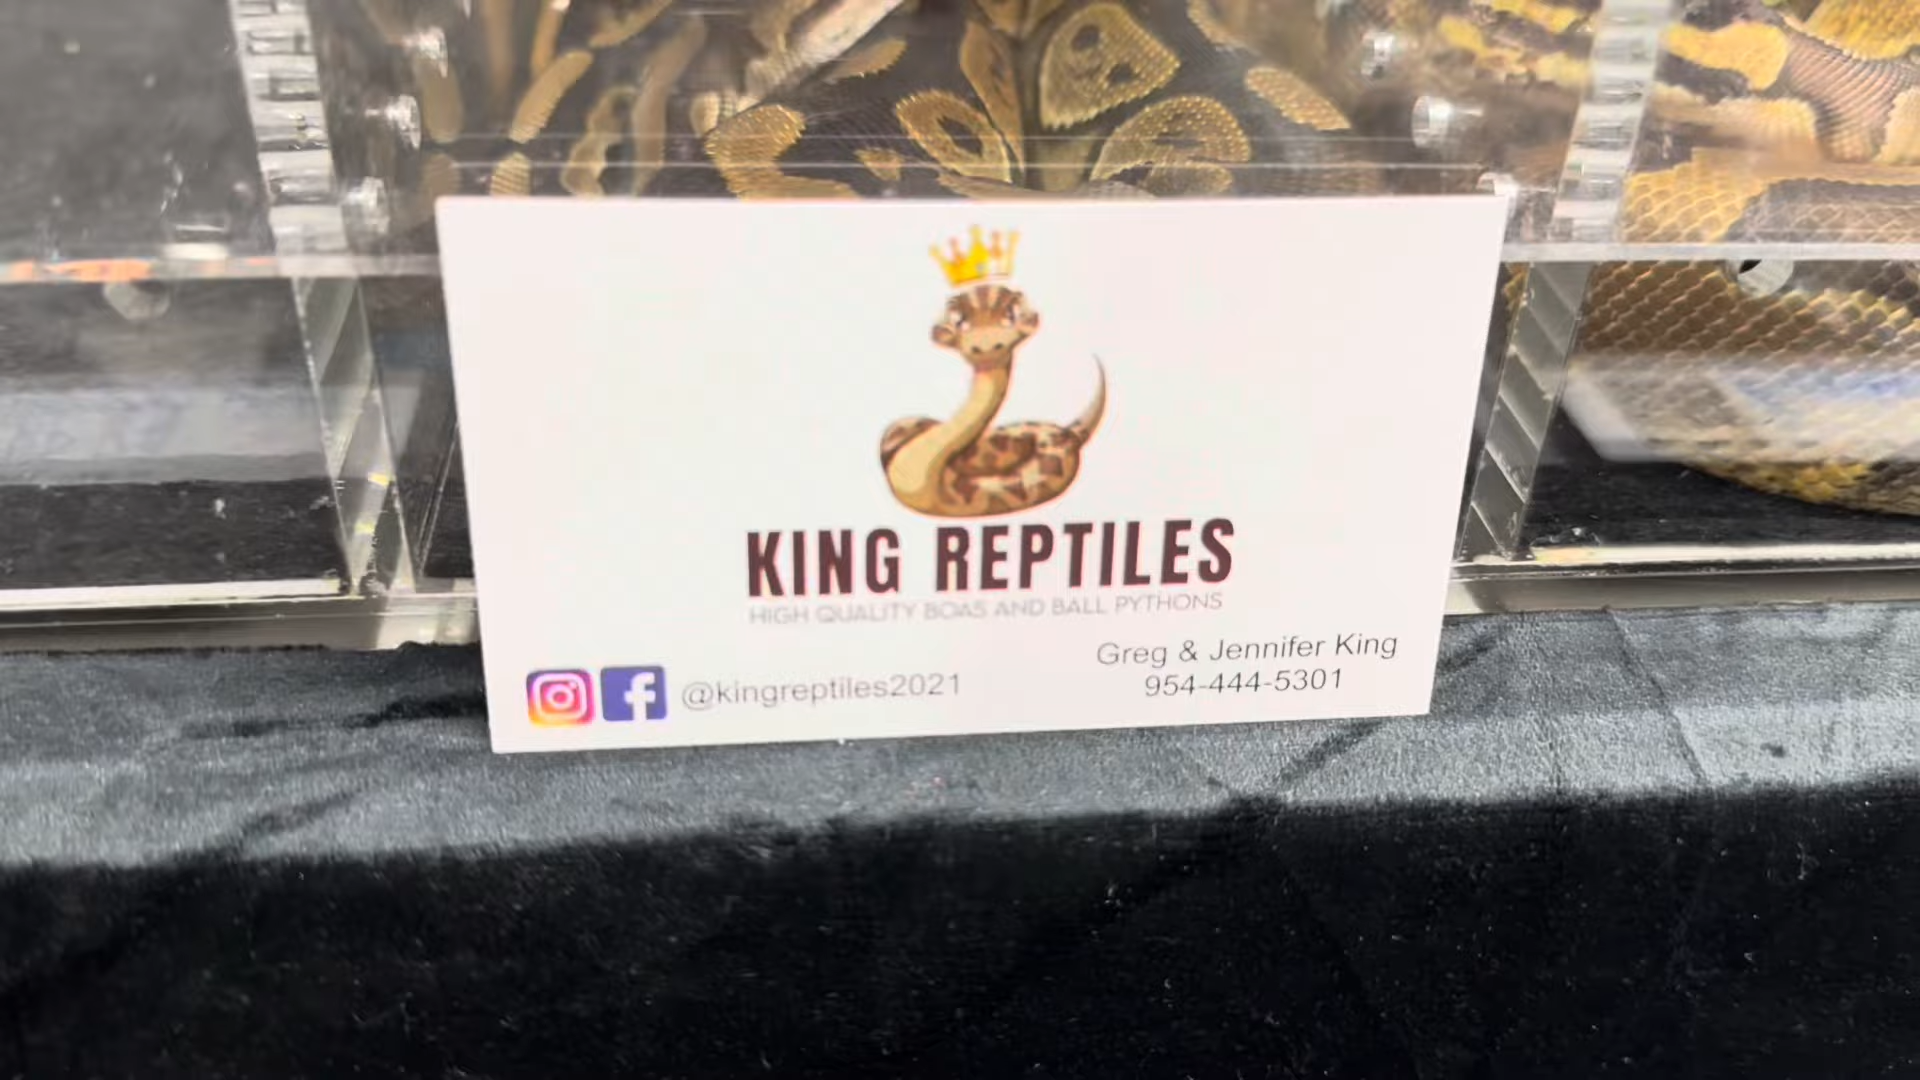 KING REPTILES
HIGH QUALITY BOAS AND BALL PYTHONS
Greg & Jennifer King
954-444-5301
@kingreptiles2021